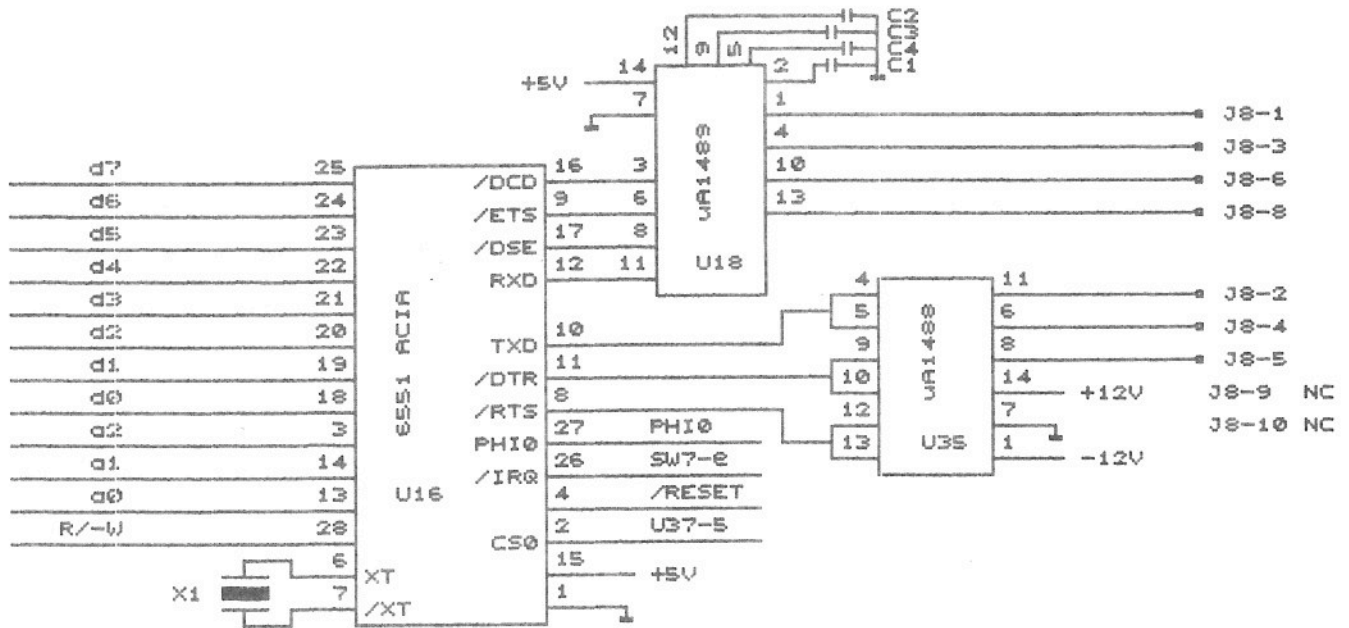 C2
C3
C4
C1
12
9
5
2
+5V
14
7
uA1489
U18
1
4
10
13
J8-1
J8-3
J8-6
J8-8
3
6
8
11
d7
d6
d5
d4
d3
d2
d1
d0
a2
a1
a0
R/-W
25
24
23
22
21
20
19
18
3
14
13
28
6
7
X1
XT
/XT
6551 ACIA
U16
/DCD
/ETS
/DSE
RXD
TXD
/DTR
/RTS
PHI0
/IRQ
CS0
16
9
17
12
10
11
8
27
26
4
2
15
1
PHI0
SW7-e
/RESET
U37-5
+5V
4
5
9
10
12
13
uA1488
U35
11
6
8
14
7
1
J8-2
J8-4
J8-5
+12V
-12V
J8-9 NC
J8-10 NC